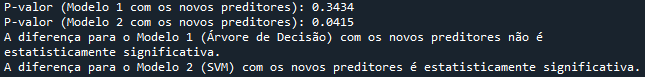 P-valor (Modelo 1 com os novos preditores): 0.3434
P-valor (Modelo 2 com os novos preditores): 0.0415
A diferença para o Modelo 1 (Árvore de Decisão) com os novos preditores não é
estatisticamente significativa.
A diferença para o Modelo 2 (SVM) com os novos preditores é estatisticamente significativa.